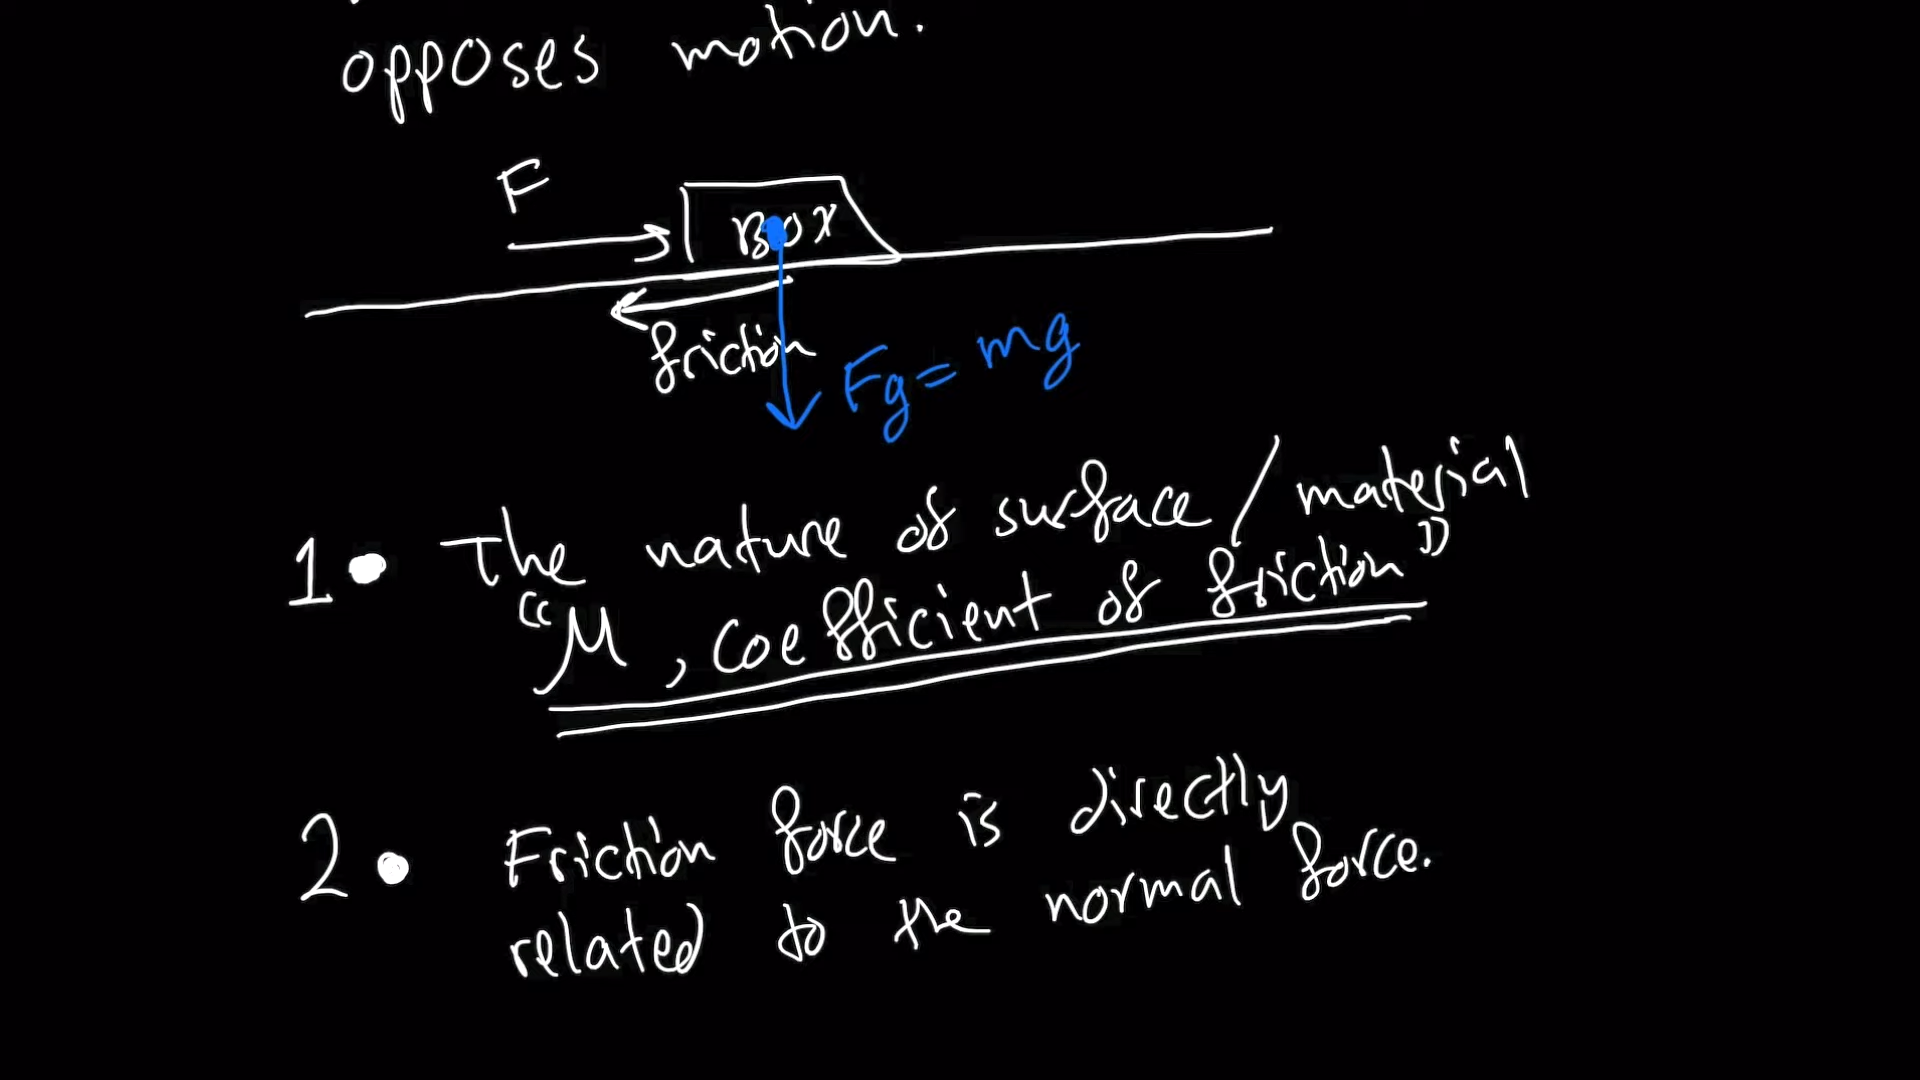 opposes motion.
F
BOX
friction
Fg = mg
1. The nature of surface / material
"μ, coefficient of friction"
2. Friction force is directly
related to the normal force.